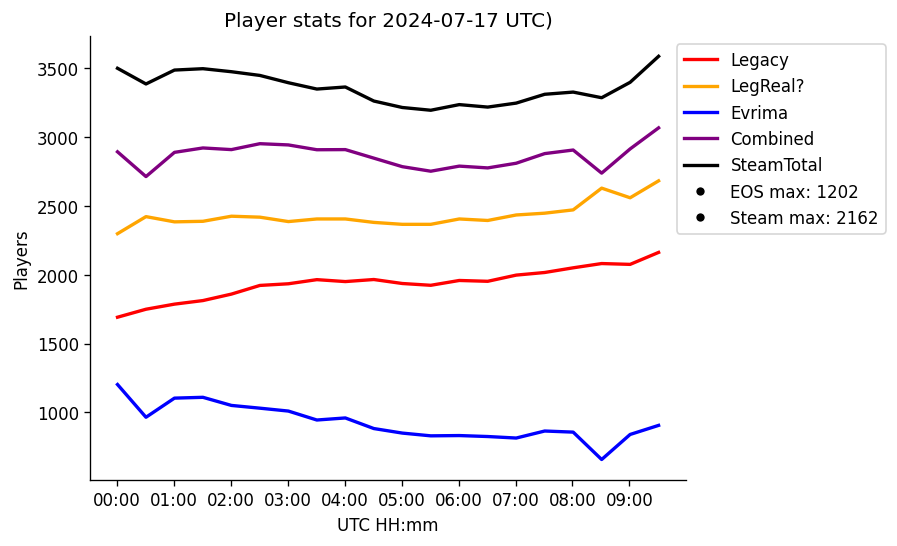 Player stats for 2024-07-17 UTC)
3500
3000
2500
2000
1500
1000
Players
00:00 01:00 02:00 03:00 04:00 05:00 06:00 07:00 08:00 09:00
UTC HH:mm
Legacy
LegReal?
Evrima
Combined
SteamTotal
EOS max: 1202
Steam max: 2162